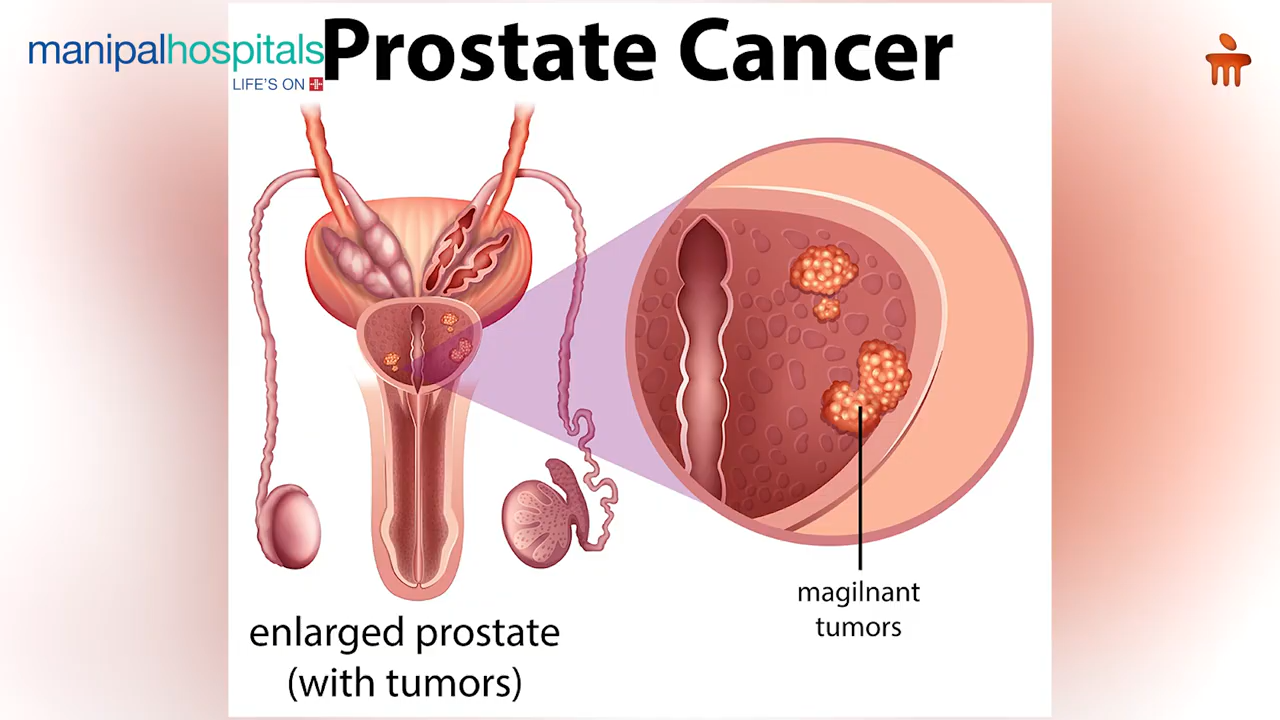 manipalhospitals
LIFE'S ON
Prostate Cancer
enlarged prostate
(with tumors)
magilnant
tumors